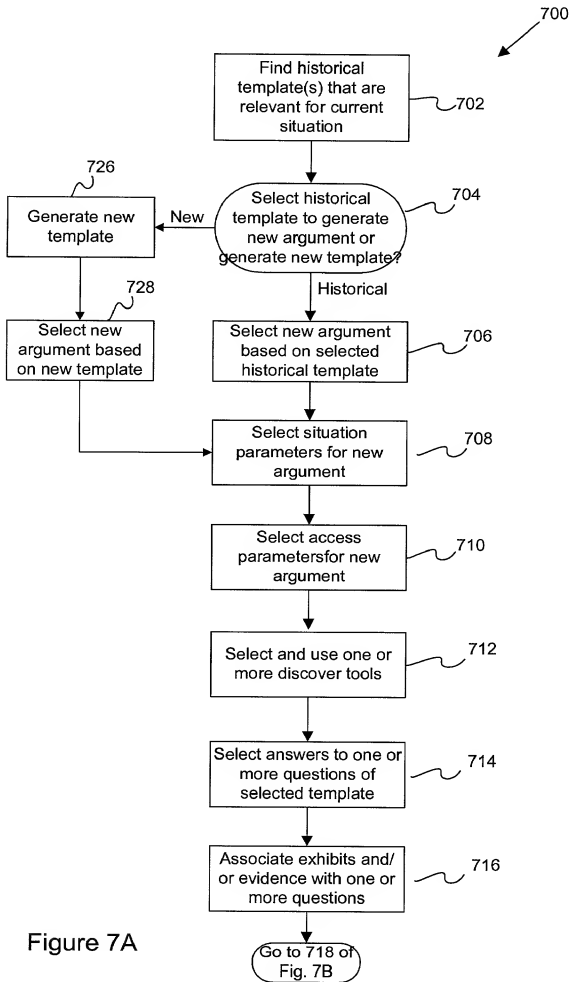 700
Find historical
template(s) that are
relevant for current
situation
702
726
Generate new
template
New
Select historical
template to generate
new argument or
generate new template?
704
Historical
728
Select new
argument based
on new template
Select new argument
based on selected
historical template
706
Select situation
parameters for new
argument
708
Select access
parametersfor new
argument
710
Select and use one or
more discover tools
712
Select answers to one or
more questions of
selected template
714
Associate exhibits and/
or evidence with one or
more questions
716
Figure 7A
Go to 718 of
Fig. 7B